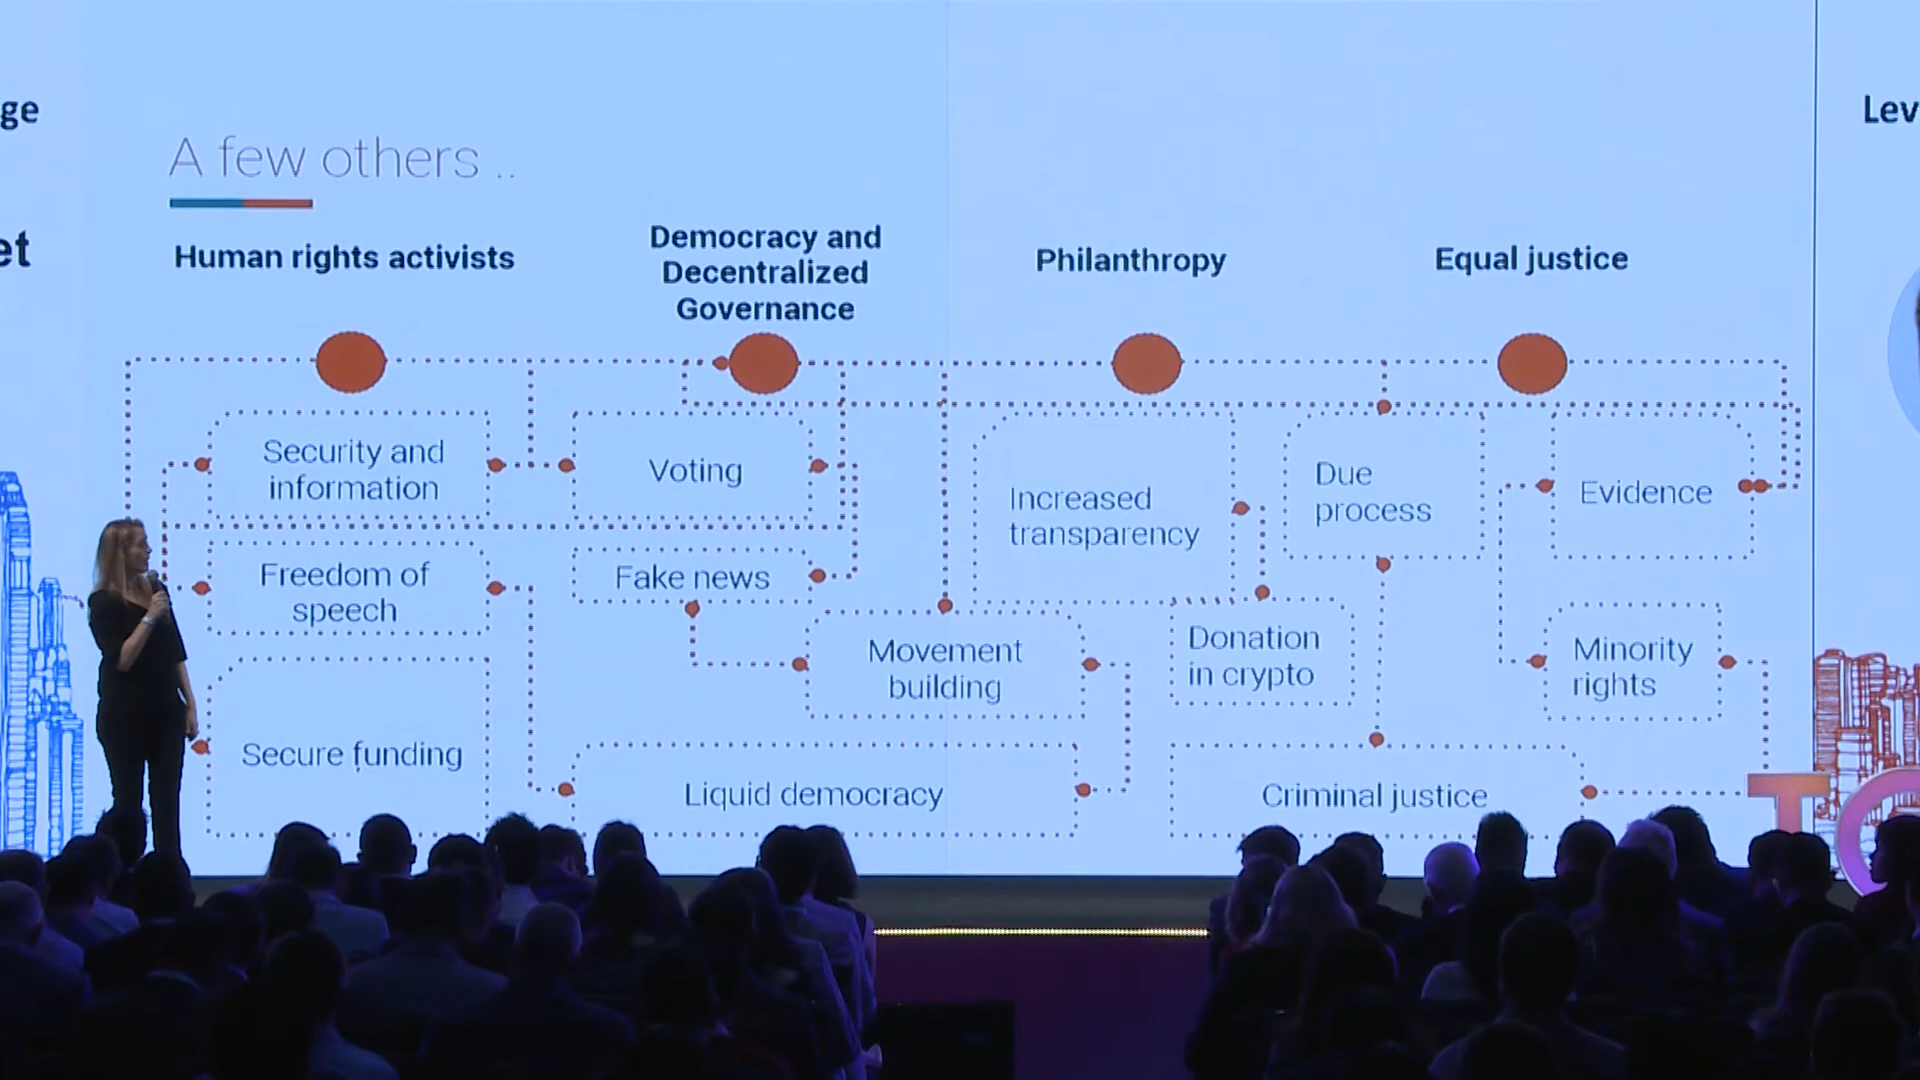 ge
Lev
A few others ..
et
Human rights activists
Democracy and
Decentralized
Governance
Philanthropy
Equal justice
Security and
information
Voting
Increased
transparency
Due
process
Evidence
Freedom of
speech
Fake news
Movement
building
Donation
in crypto
Minority
rights
Secure funding
Liquid democracy
Criminal justice